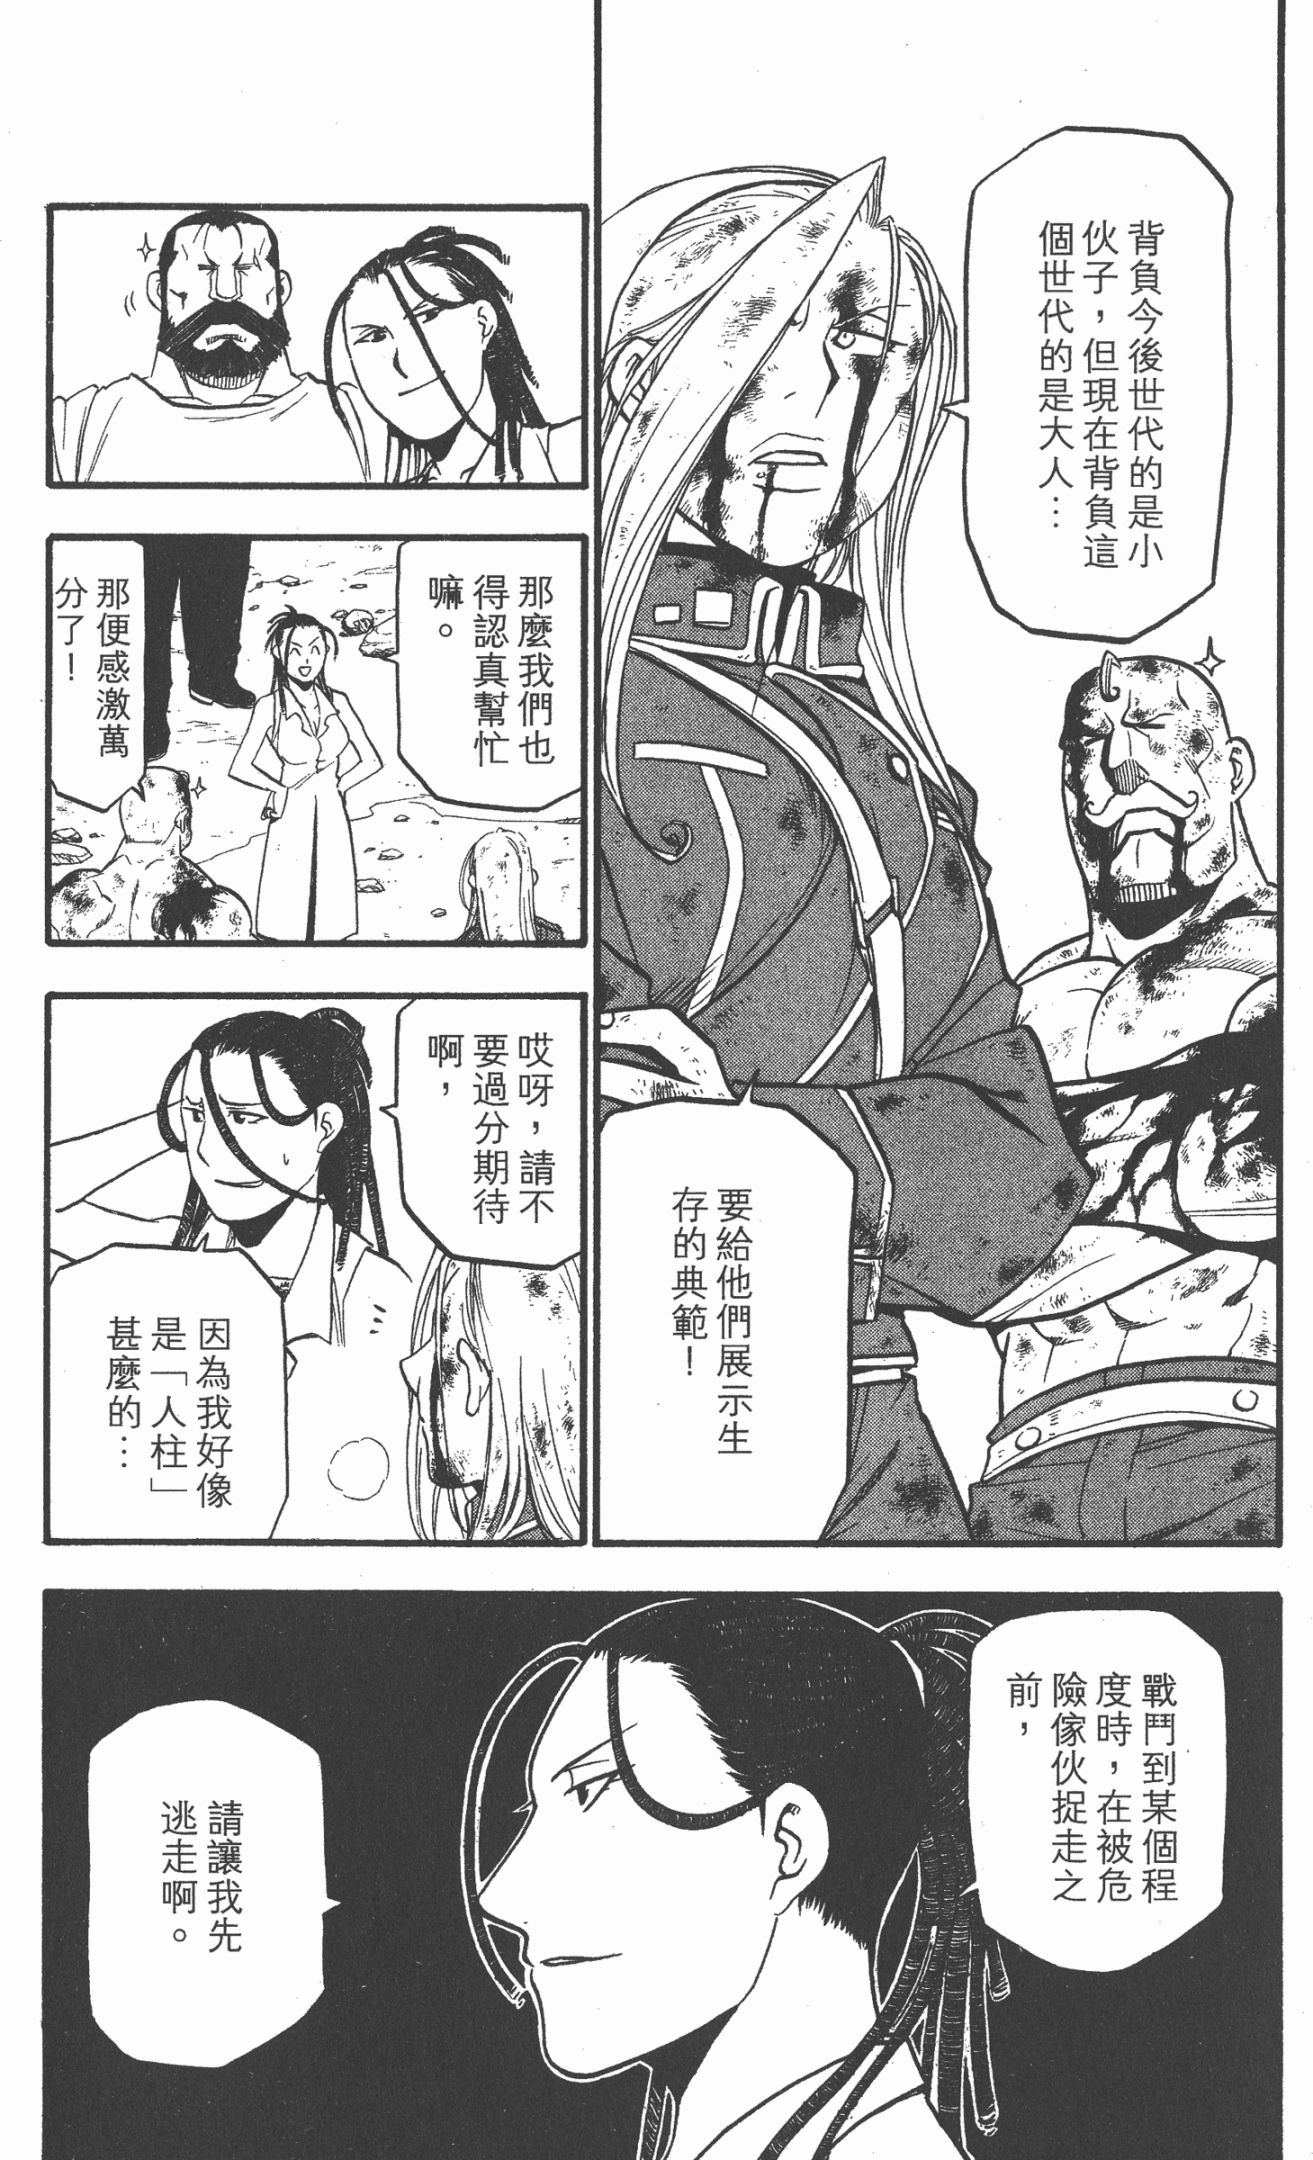 背負今後世代的是小
伙子，但現在背負這
個世代的是大人…
要給他們展示生
存的典範！
那麼我們也
得認真幫忙
嘛。
那便感激萬
分了！
哎呀，請不
要過分期待
啊，
因為我好像
是「人柱」
甚麼的…
戰鬥到某個程
度時，在被危
險傢伙捉走之
前，
請讓我先
逃走啊。